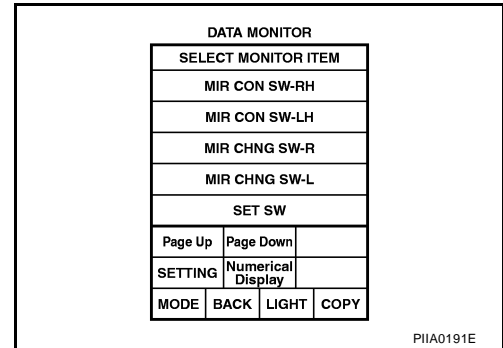 DATA MONITOR
SELECT MONITOR ITEM
MIR CON SW-RH
MIR CON SW-LH
MIR CHNG SW-R
MIR CHNG SW-L
SET SW
Page Up Page Down
SETTING Numerical Display
MODE BACK LIGHT COPY
PIIA0191E